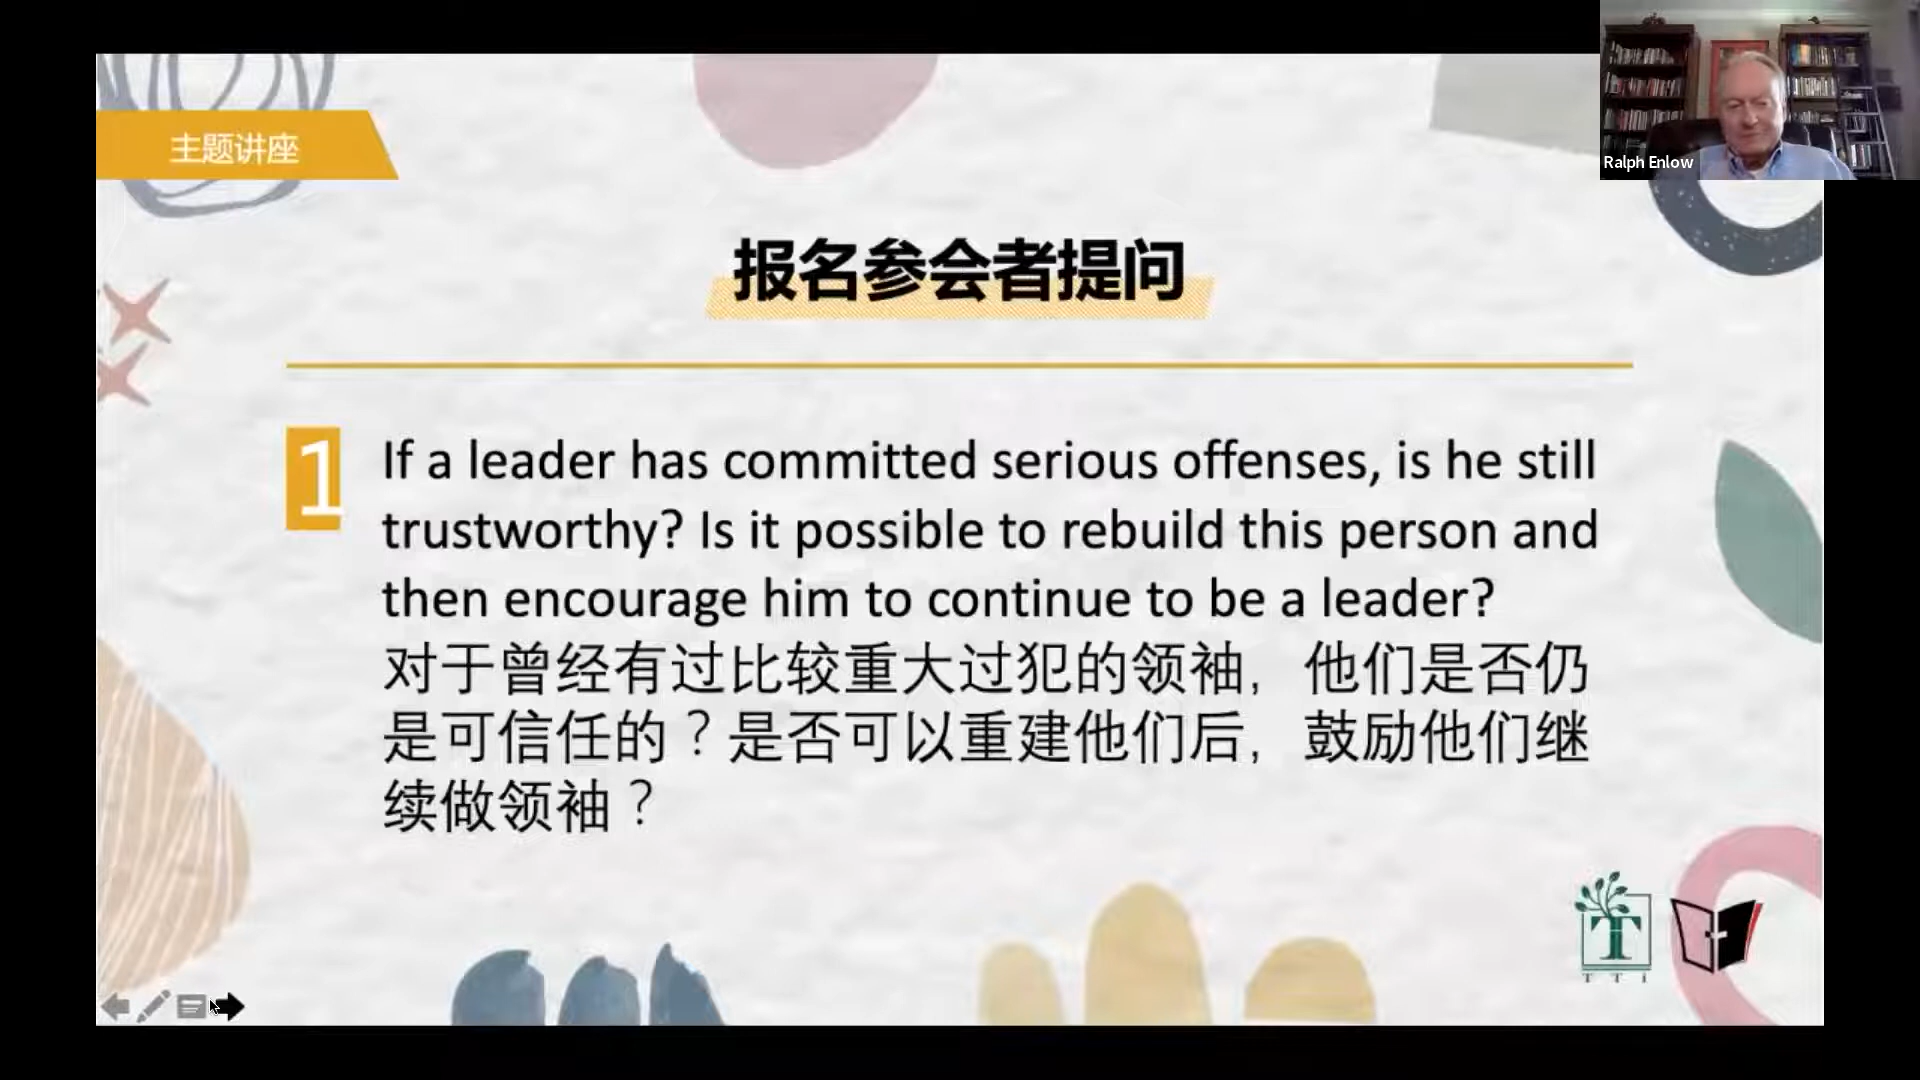 主题讲座
Ralph Enlow
报名参会者提问
1
If a leader has committed serious offenses, is he still
trustworthy? Is it possible to rebuild this person and
then encourage him to continue to be a leader?
对于曾经有过比较重大过犯的领袖，他们是否仍
是可信任的？是否可以重建他们后，鼓励他们继
续做领袖？
T
TTi